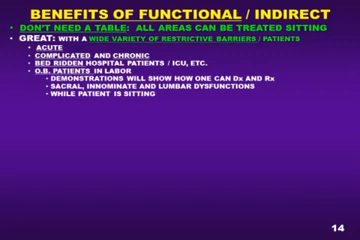 BENEFITS OF FUNCTIONAL / INDIRECT
• DON'T NEED A TABLE: ALL AREAS CAN BE TREATED SITTING
• GREAT: WITH A WIDE VARIETY OF RESTRICTIVE BARRIERS / PATIENTS
• ACUTE
• COMPLICATED AND CHRONIC
• BED RIDDEN HOSPITAL PATIENTS / ICU, ETC.
• O.B. PATIENTS IN LABOR
• DEMONSTRATIONS WILL SHOW HOW ONE CAN Dx AND Rx
• SACRAL, INNOMINATE AND LUMBAR DYSFUNCTIONS
• WHILE PATIENT IS SITTING
14